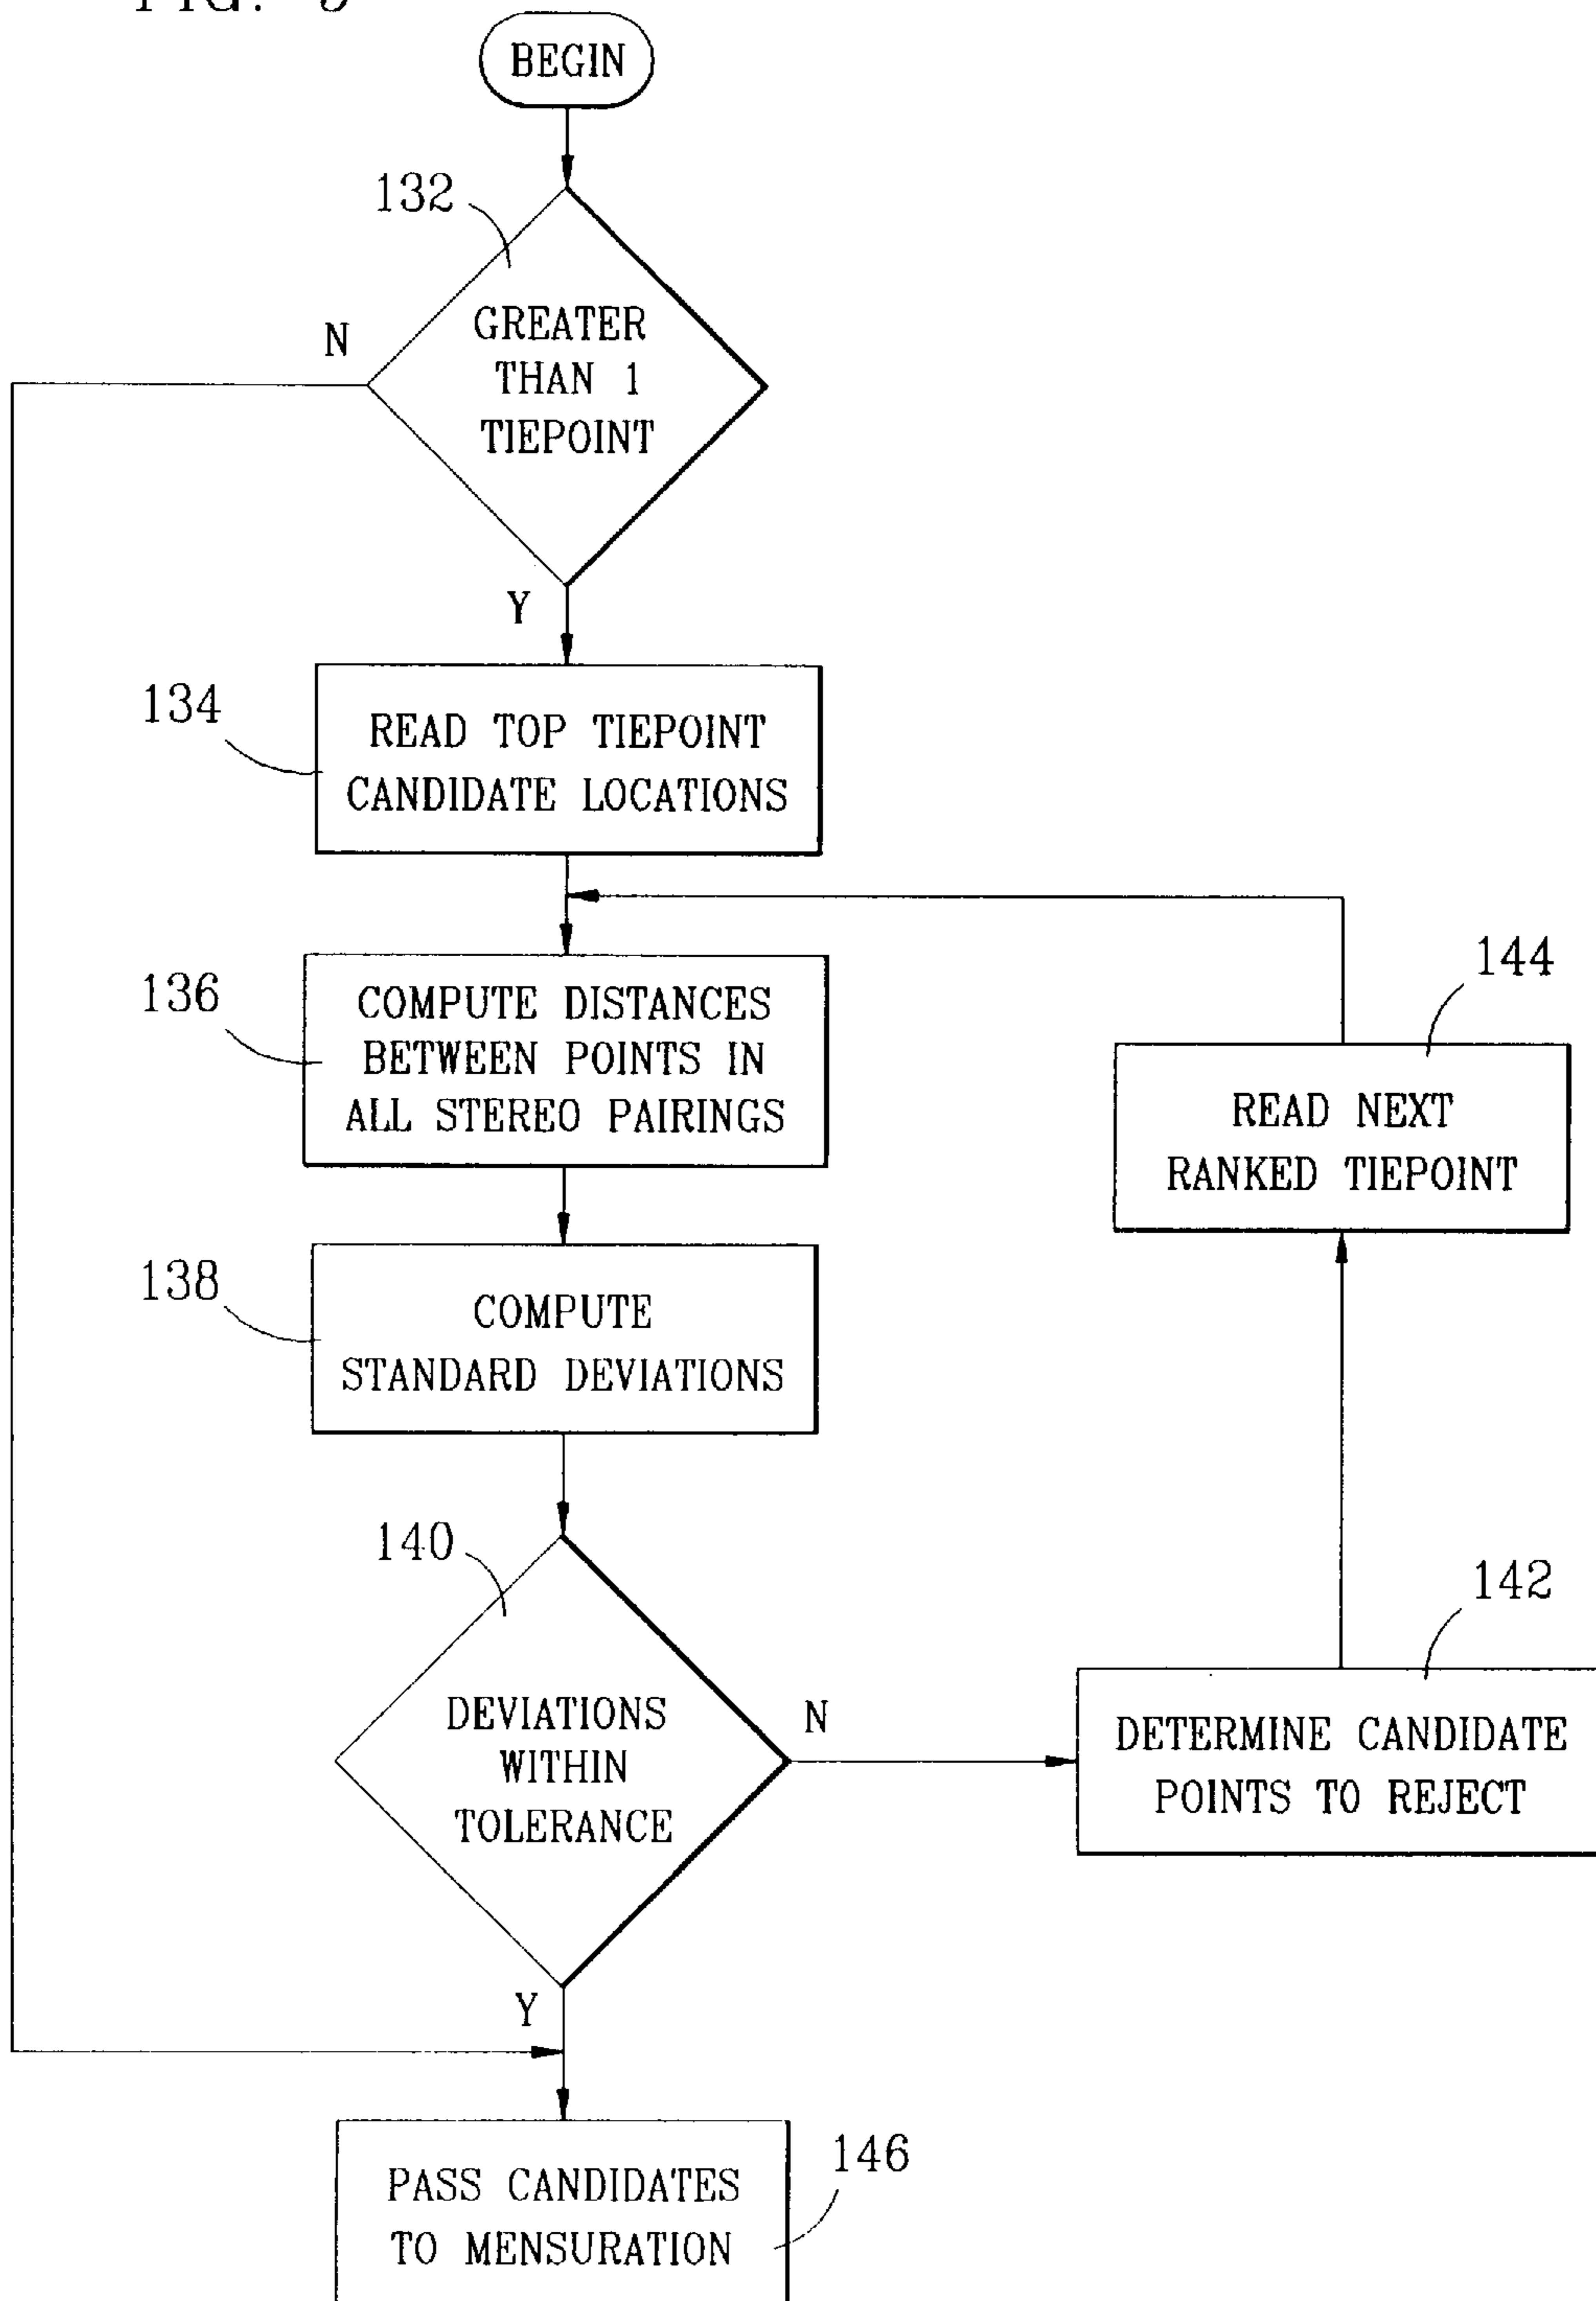 BEGIN
132
GREATER
THAN 1
TIEPOINT
N
Y
134
READ TOP TIEPOINT
CANDIDATE LOCATIONS
136
COMPUTE DISTANCES
BETWEEN POINTS IN
ALL STEREO PAIRINGS
144
READ NEXT
RANKED TIEPOINT
138
COMPUTE
STANDARD DEVIATIONS
140
DEVIATIONS
WITHIN
TOLERANCE
N
142
DETERMINE CANDIDATE
POINTS TO REJECT
Y
146
PASS CANDIDATES
TO MENSURATION